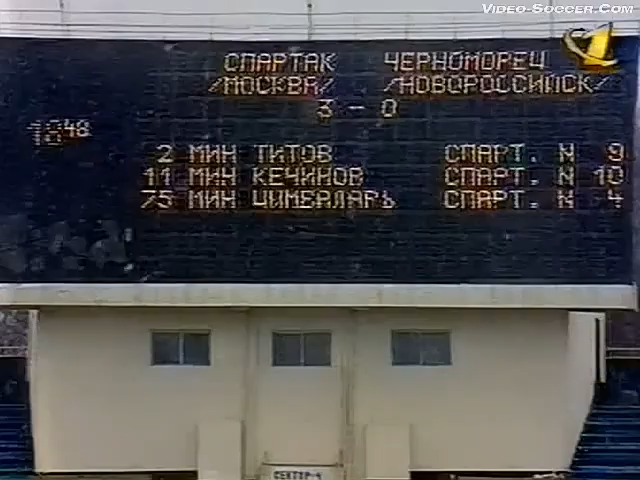 Video-Soccer.Com
СПАРТАК ЧЕРНОМОРЕЦ
/МОСКВА/ /НОВОРОССИЙСК/
3 - 0
18 48
2 МИН ТИТОВ СПАРТ. N 9
11 МИН КЕЧИНОВ СПАРТ. N 10
75 МИН ЦИМБАЛАРЬ СПАРТ. N 4